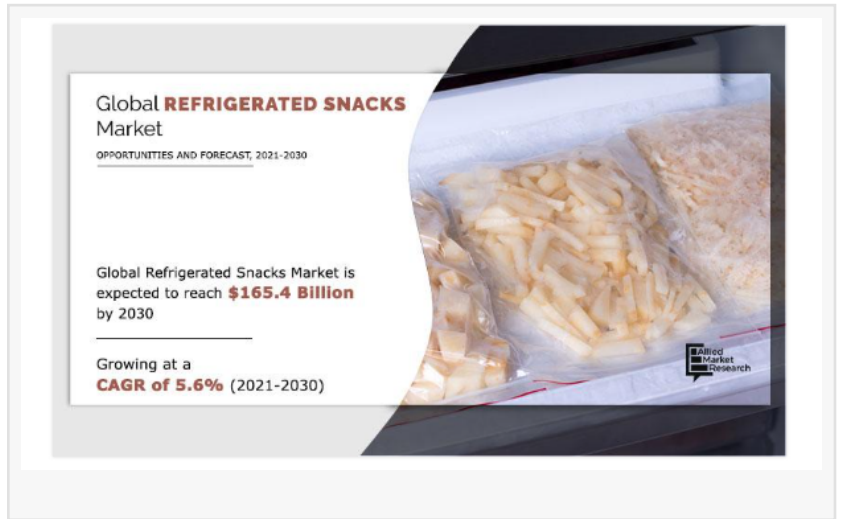 Global REFRIGERATED SNACKS
Market
OPPORTUNITIES AND FORECAST, 2021-2030
Global Refrigerated Snacks Market is
expected to reach $165.4 Billion
by 2030
Growing at a
CAGR of 5.6% (2021-2030)
Allied
Market
Research